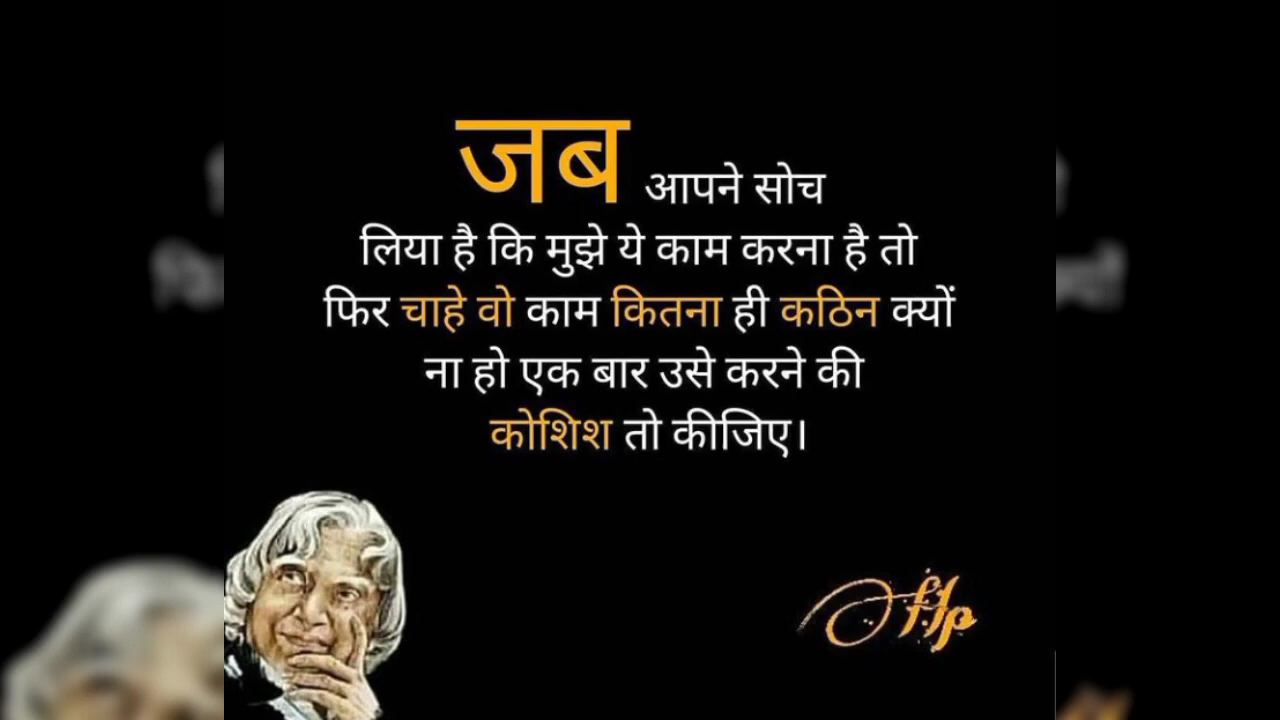 जब आपने सोच
लिया है कि मुझे ये काम करना है तो
फिर चाहे वो काम कितना ही कठिन क्यों
ना हो एक बार उसे करने की
कोशिश तो कीजिए।